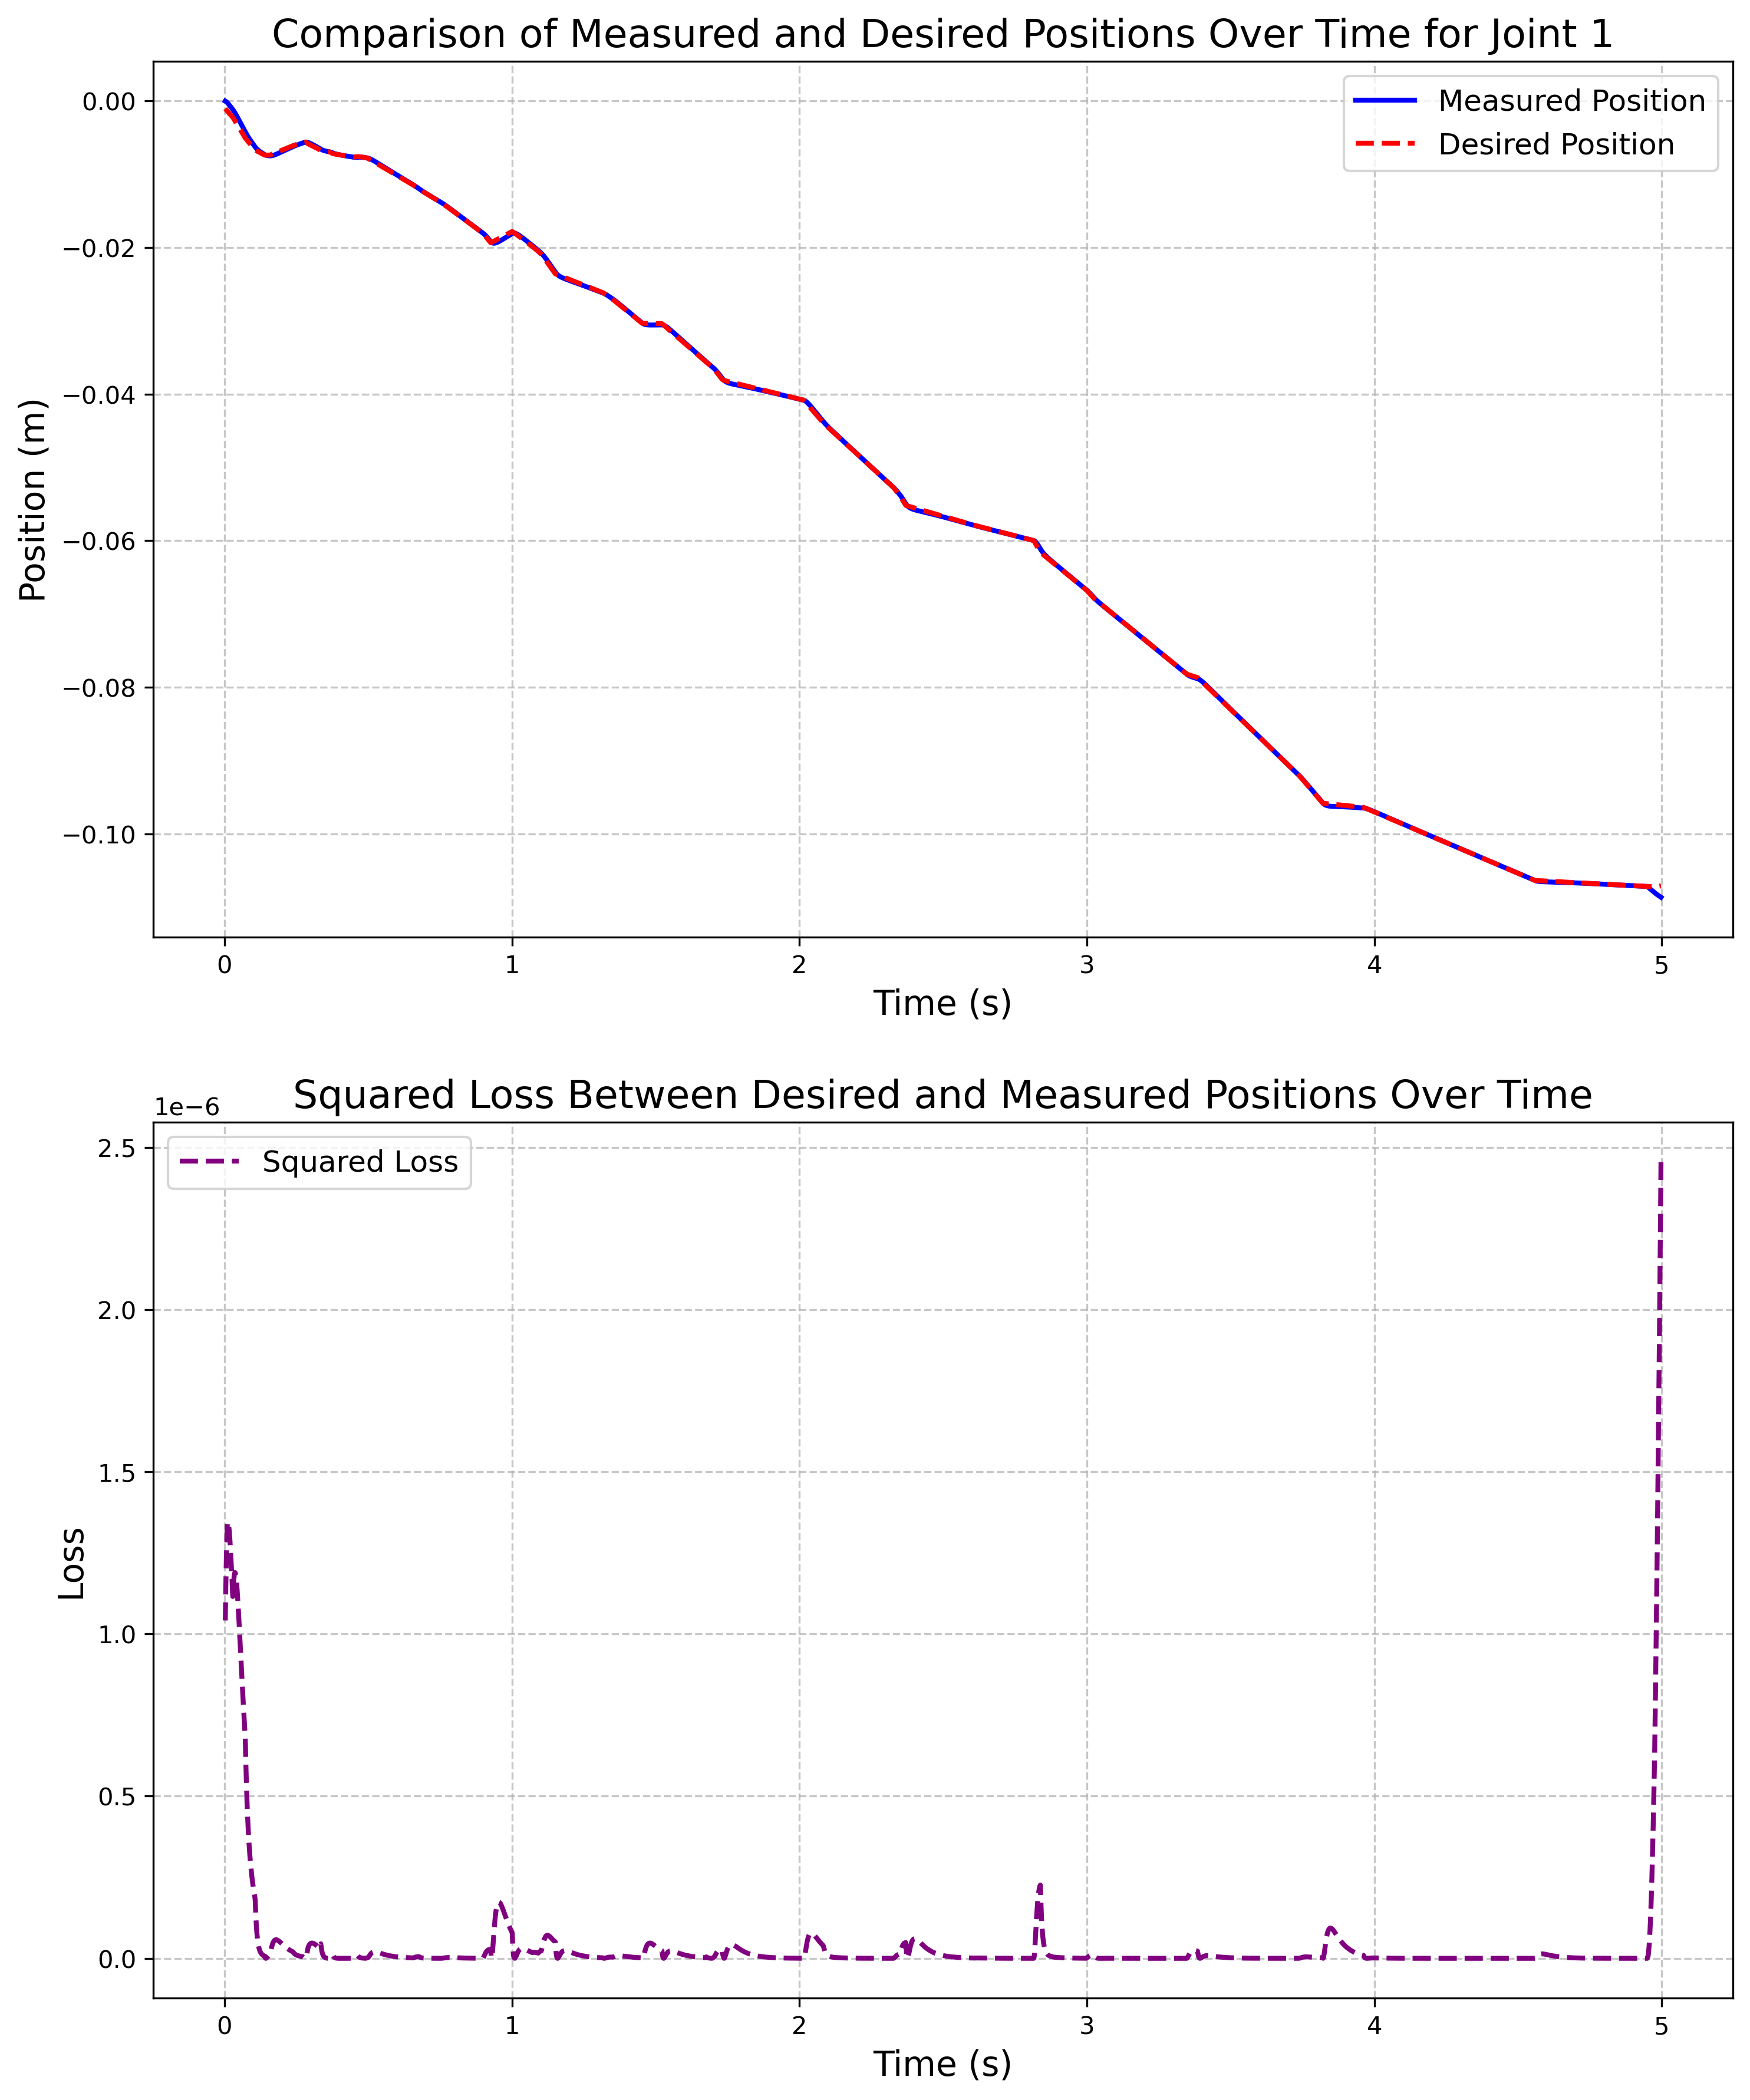 Comparison of Measured and Desired Positions Over Time for Joint 1
Measured Position
Desired Position
0.00
−0.02
−0.04
−0.06
−0.08
−0.10
Position (m)
0 1 2 3 4 5
Time (s)
Squared Loss Between Desired and Measured Positions Over Time
1e−6
Squared Loss
2.5
2.0
1.5
1.0
0.5
0.0
Loss
0 1 2 3 4 5
Time (s)